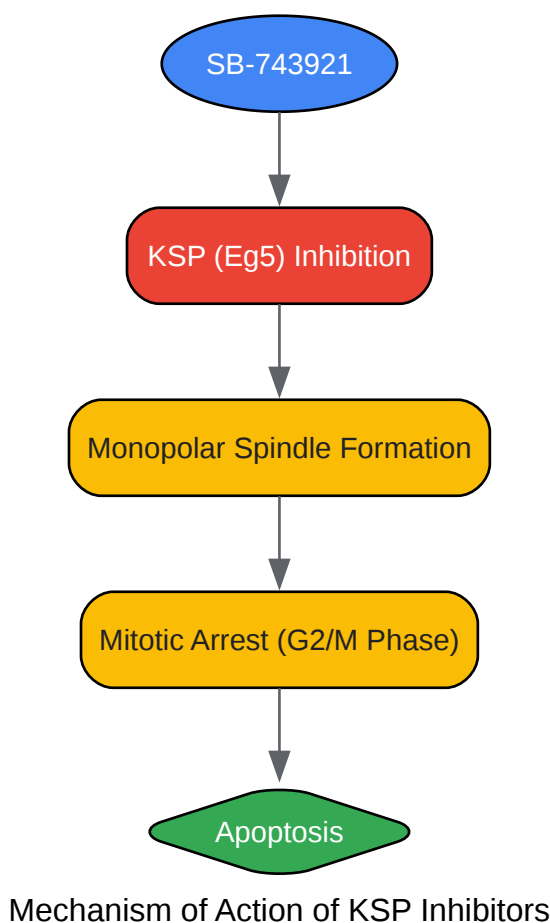 SB-743921
KSP (Eg5) Inhibition
Monopolar Spindle Formation
Mitotic Arrest (G2/M Phase)
Apoptosis
Mechanism of Action of KSP Inhibitors